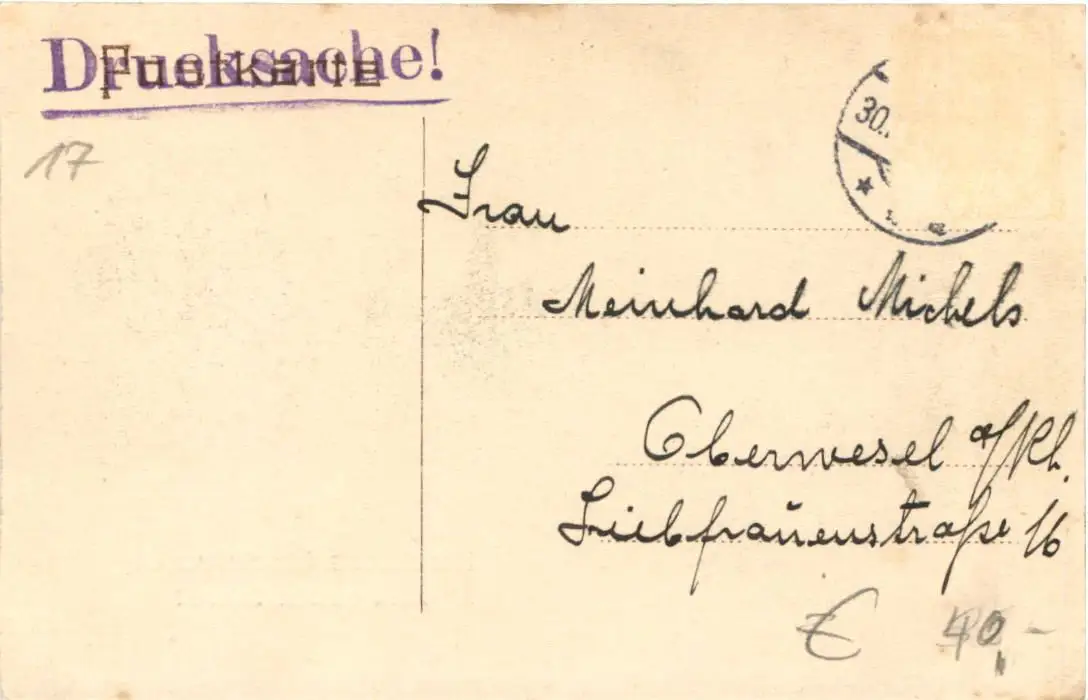 Drucksache!
Postkarte
17
30.
Frau
Meinhard Michels
Oberwesel a/Rh.
Liebfrauenstraße 16
€ 40,-